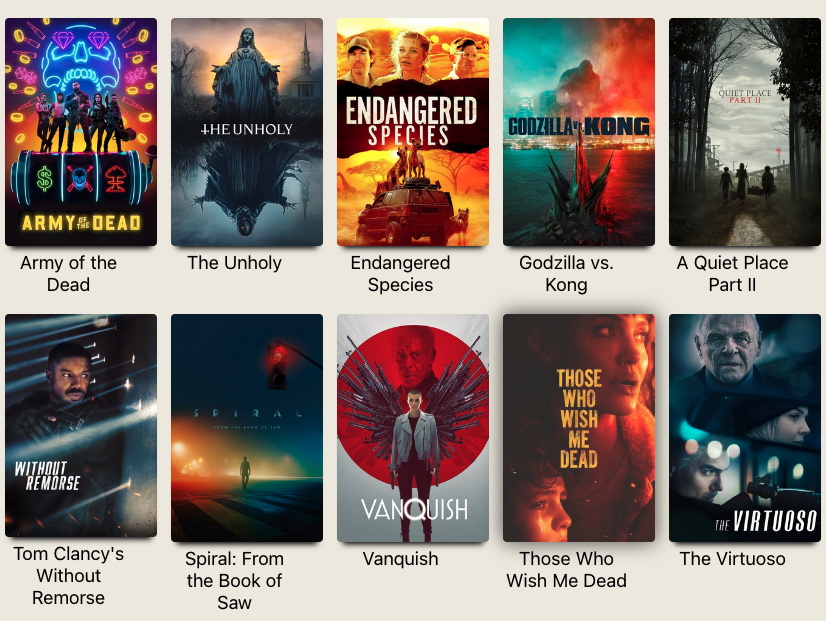 ARMY OF THE DEAD
THE UNHOLY
ENDANGERED
SPECIES
GODZILLA VS. KONG
A QUIET PLACE
PART II
Army of the
Dead
The Unholy
Endangered
Species
Godzilla vs.
Kong
A Quiet Place
Part II
WITHOUT
REMORSE
SPIRAL
FROM THE BOOK OF SAW
VANQUISH
THOSE
WHO
WISH
ME
DEAD
THE VIRTUOSO
Tom Clancy's
Without
Remorse
Spiral: From
the Book of
Saw
Vanquish
Those Who
Wish Me Dead
The Virtuoso